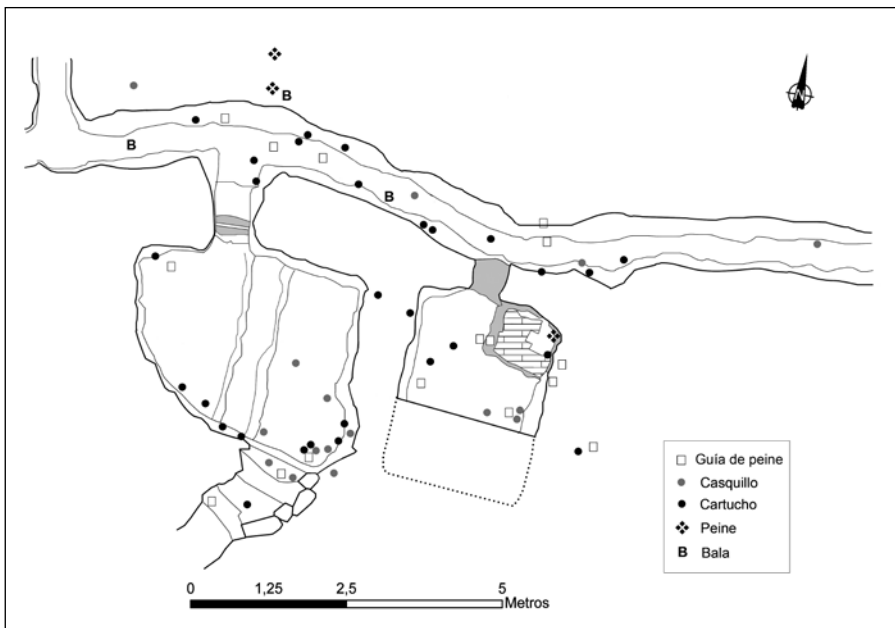 B
B
B
Guía de peine
Casquillo
Cartucho
Peine
B Bala
0 1,25 2,5 5
Metros